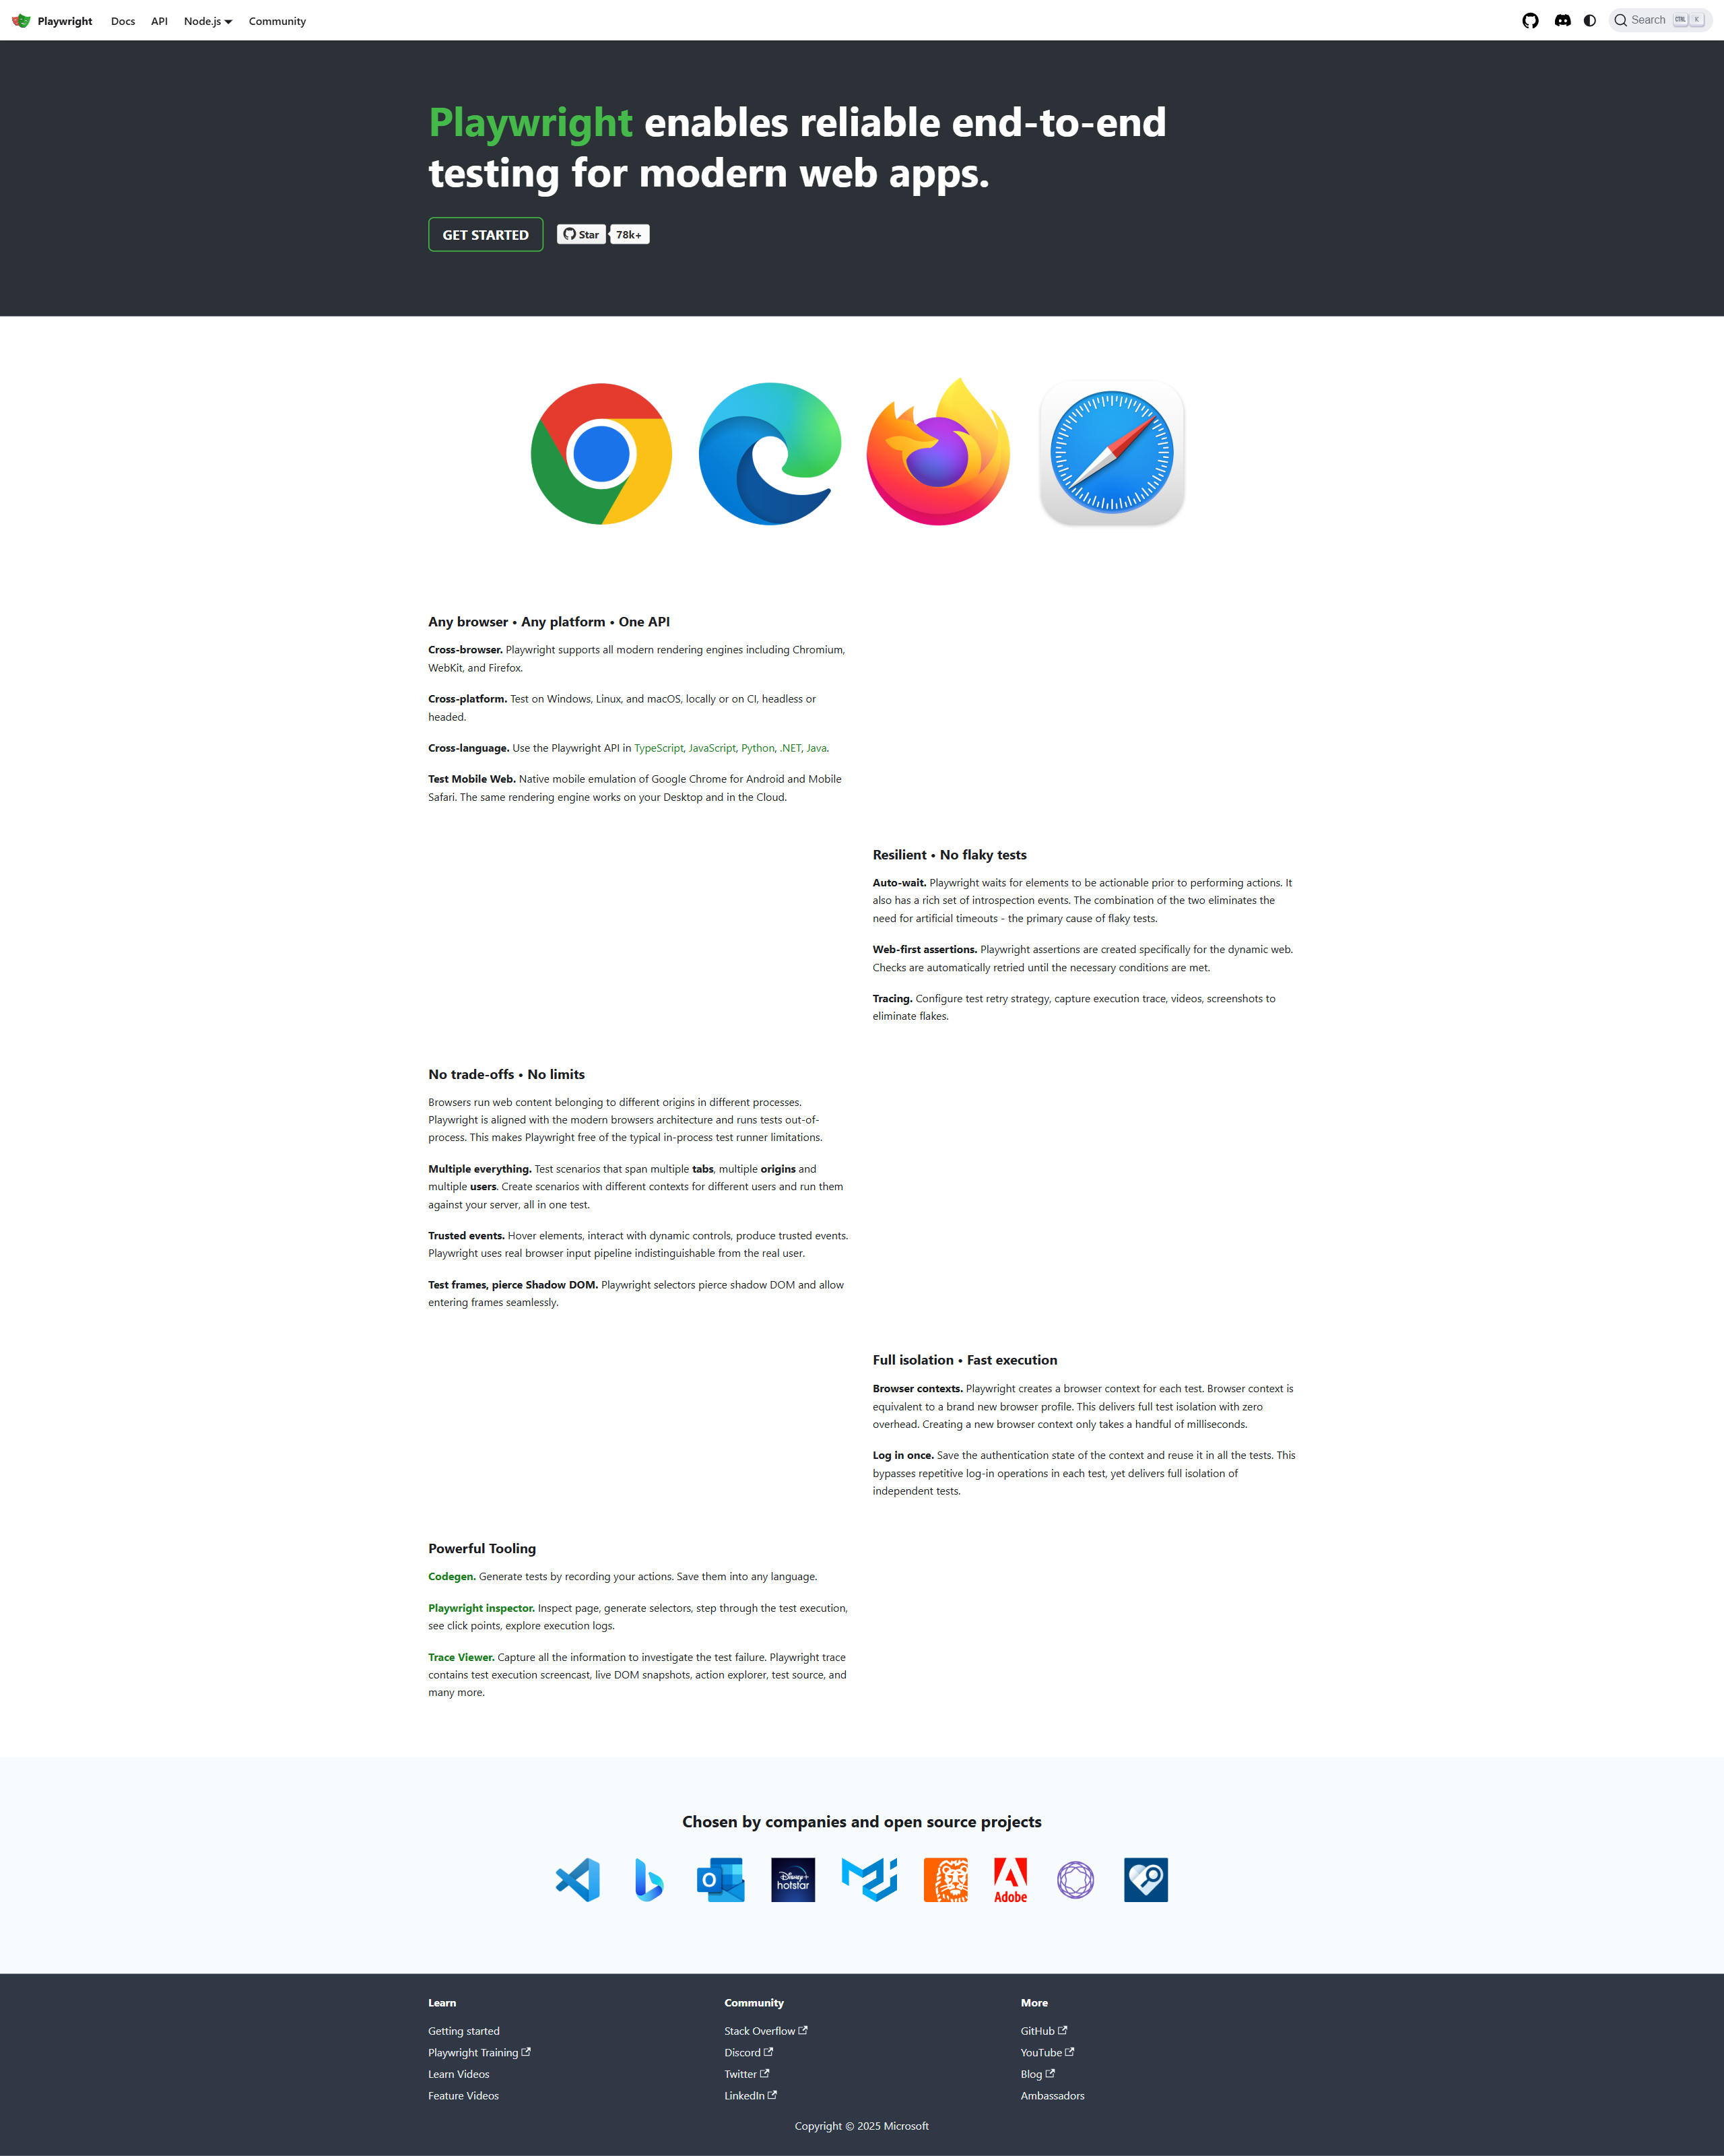 Playwright Docs API Node.js Community Search CTRL K
Playwright enables reliable end-to-end
testing for modern web apps.
GET STARTED Star 78k+
Any browser • Any platform • One API
Cross-browser. Playwright supports all modern rendering engines including Chromium,
WebKit, and Firefox.
Cross-platform. Test on Windows, Linux, and macOS, locally or on CI, headless or
headed.
Cross-language. Use the Playwright API in TypeScript, JavaScript, Python, .NET, Java.
Test Mobile Web. Native mobile emulation of Google Chrome for Android and Mobile
Safari. The same rendering engine works on your Desktop and in the Cloud.
Resilient • No flaky tests
Auto-wait. Playwright waits for elements to be actionable prior to performing actions. It
also has a rich set of introspection events. The combination of the two eliminates the
need for artificial timeouts - the primary cause of flaky tests.
Web-first assertions. Playwright assertions are created specifically for the dynamic web.
Checks are automatically retried until the necessary conditions are met.
Tracing. Configure test retry strategy, capture execution trace, videos, screenshots to
eliminate flakes.
No trade-offs • No limits
Browsers run web content belonging to different origins in different processes.
Playwright is aligned with the modern browsers architecture and runs tests out-of-
process. This makes Playwright free of the typical in-process test runner limitations.
Multiple everything. Test scenarios that span multiple tabs, multiple origins and
multiple users. Create scenarios with different contexts for different users and run them
against your server, all in one test.
Trusted events. Hover elements, interact with dynamic controls, produce trusted events.
Playwright uses real browser input pipeline indistinguishable from the real user.
Test frames, pierce Shadow DOM. Playwright selectors pierce shadow DOM and allow
entering frames seamlessly.
Full isolation • Fast execution
Browser contexts. Playwright creates a browser context for each test. Browser context is
equivalent to a brand new browser profile. This delivers full test isolation with zero
overhead. Creating a new browser context only takes a handful of milliseconds.
Log in once. Save the authentication state of the context and reuse it in all the tests. This
bypasses repetitive log-in operations in each test, yet delivers full isolation of
independent tests.
Powerful Tooling
Codegen. Generate tests by recording your actions. Save them into any language.
Playwright inspector. Inspect page, generate selectors, step through the test execution,
see click points, explore execution logs.
Trace Viewer. Capture all the information to investigate the test failure. Playwright trace
contains test execution screencast, live DOM snapshots, action explorer, test source, and
many more.
Chosen by companies and open source projects
O
Disney+
hotstar
Adobe
Learn
Getting started
Playwright Training
Learn Videos
Feature Videos
Community
Stack Overflow
Discord
Twitter
LinkedIn
More
GitHub
YouTube
Blog
Ambassadors
Copyright © 2025 Microsoft